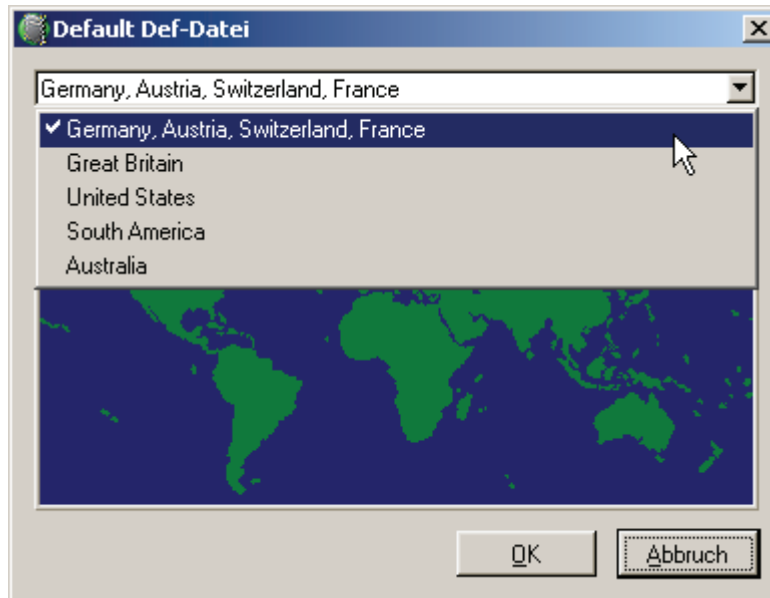 Default Def-Datei
Germany, Austria, Switzerland, France
Germany, Austria, Switzerland, France
Great Britain
United States
South America
Australia
OK
Abbruch